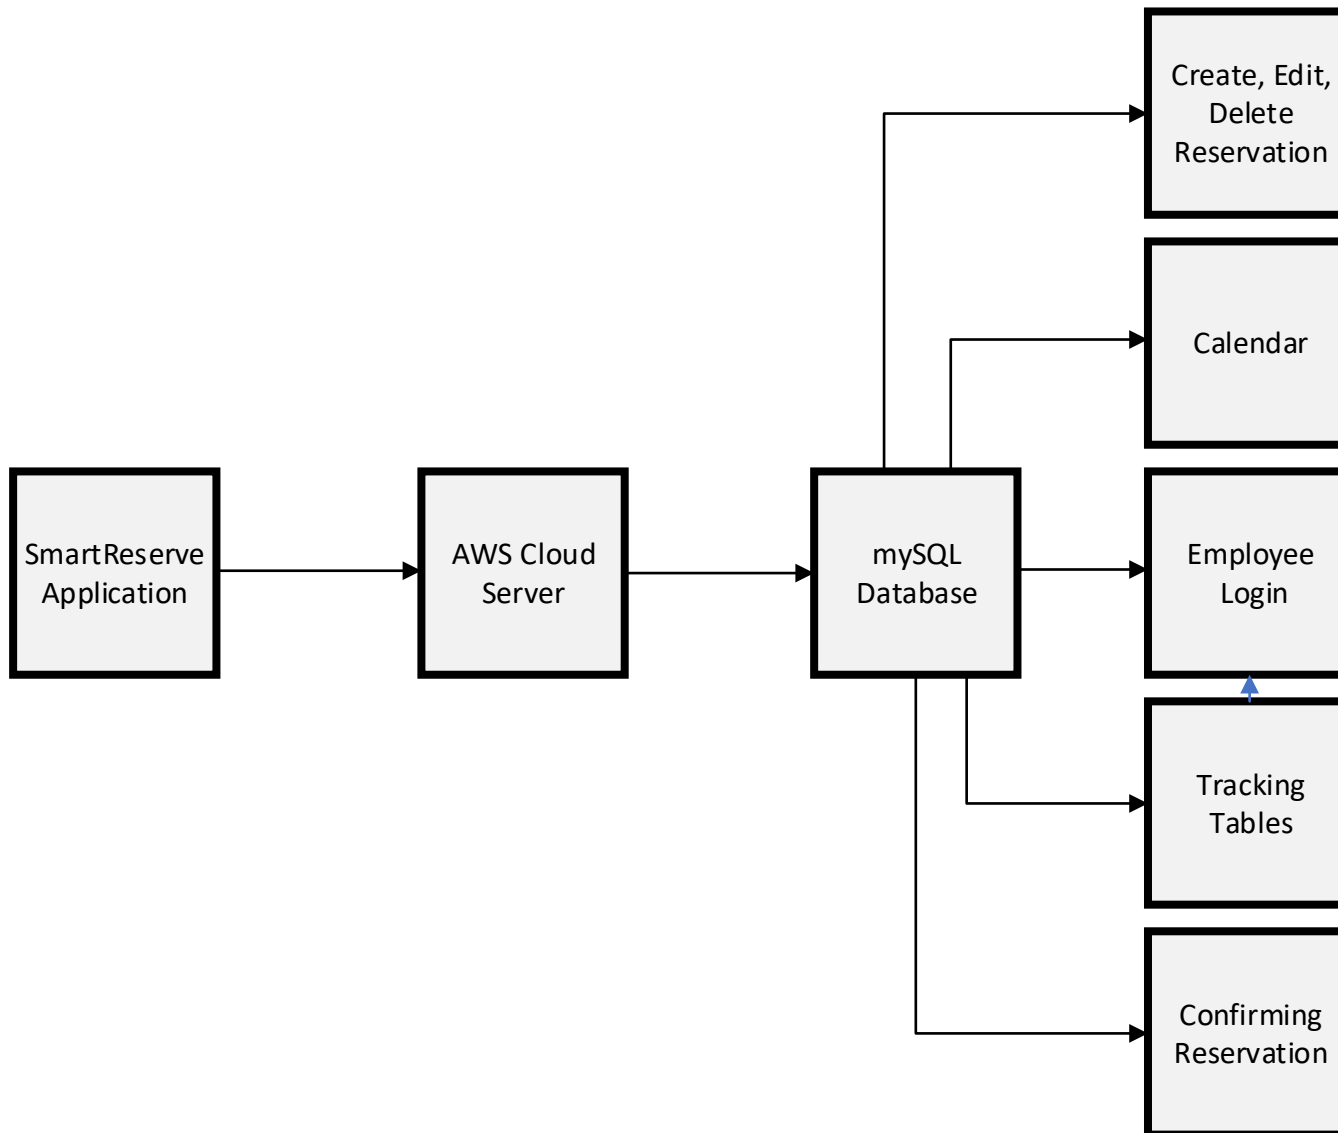 Create, Edit,
Delete
Reservation
Calendar
SmartReserve
Application
AWS Cloud
Server
mySQL
Database
Employee
Login
Tracking
Tables
Confirming
Reservation